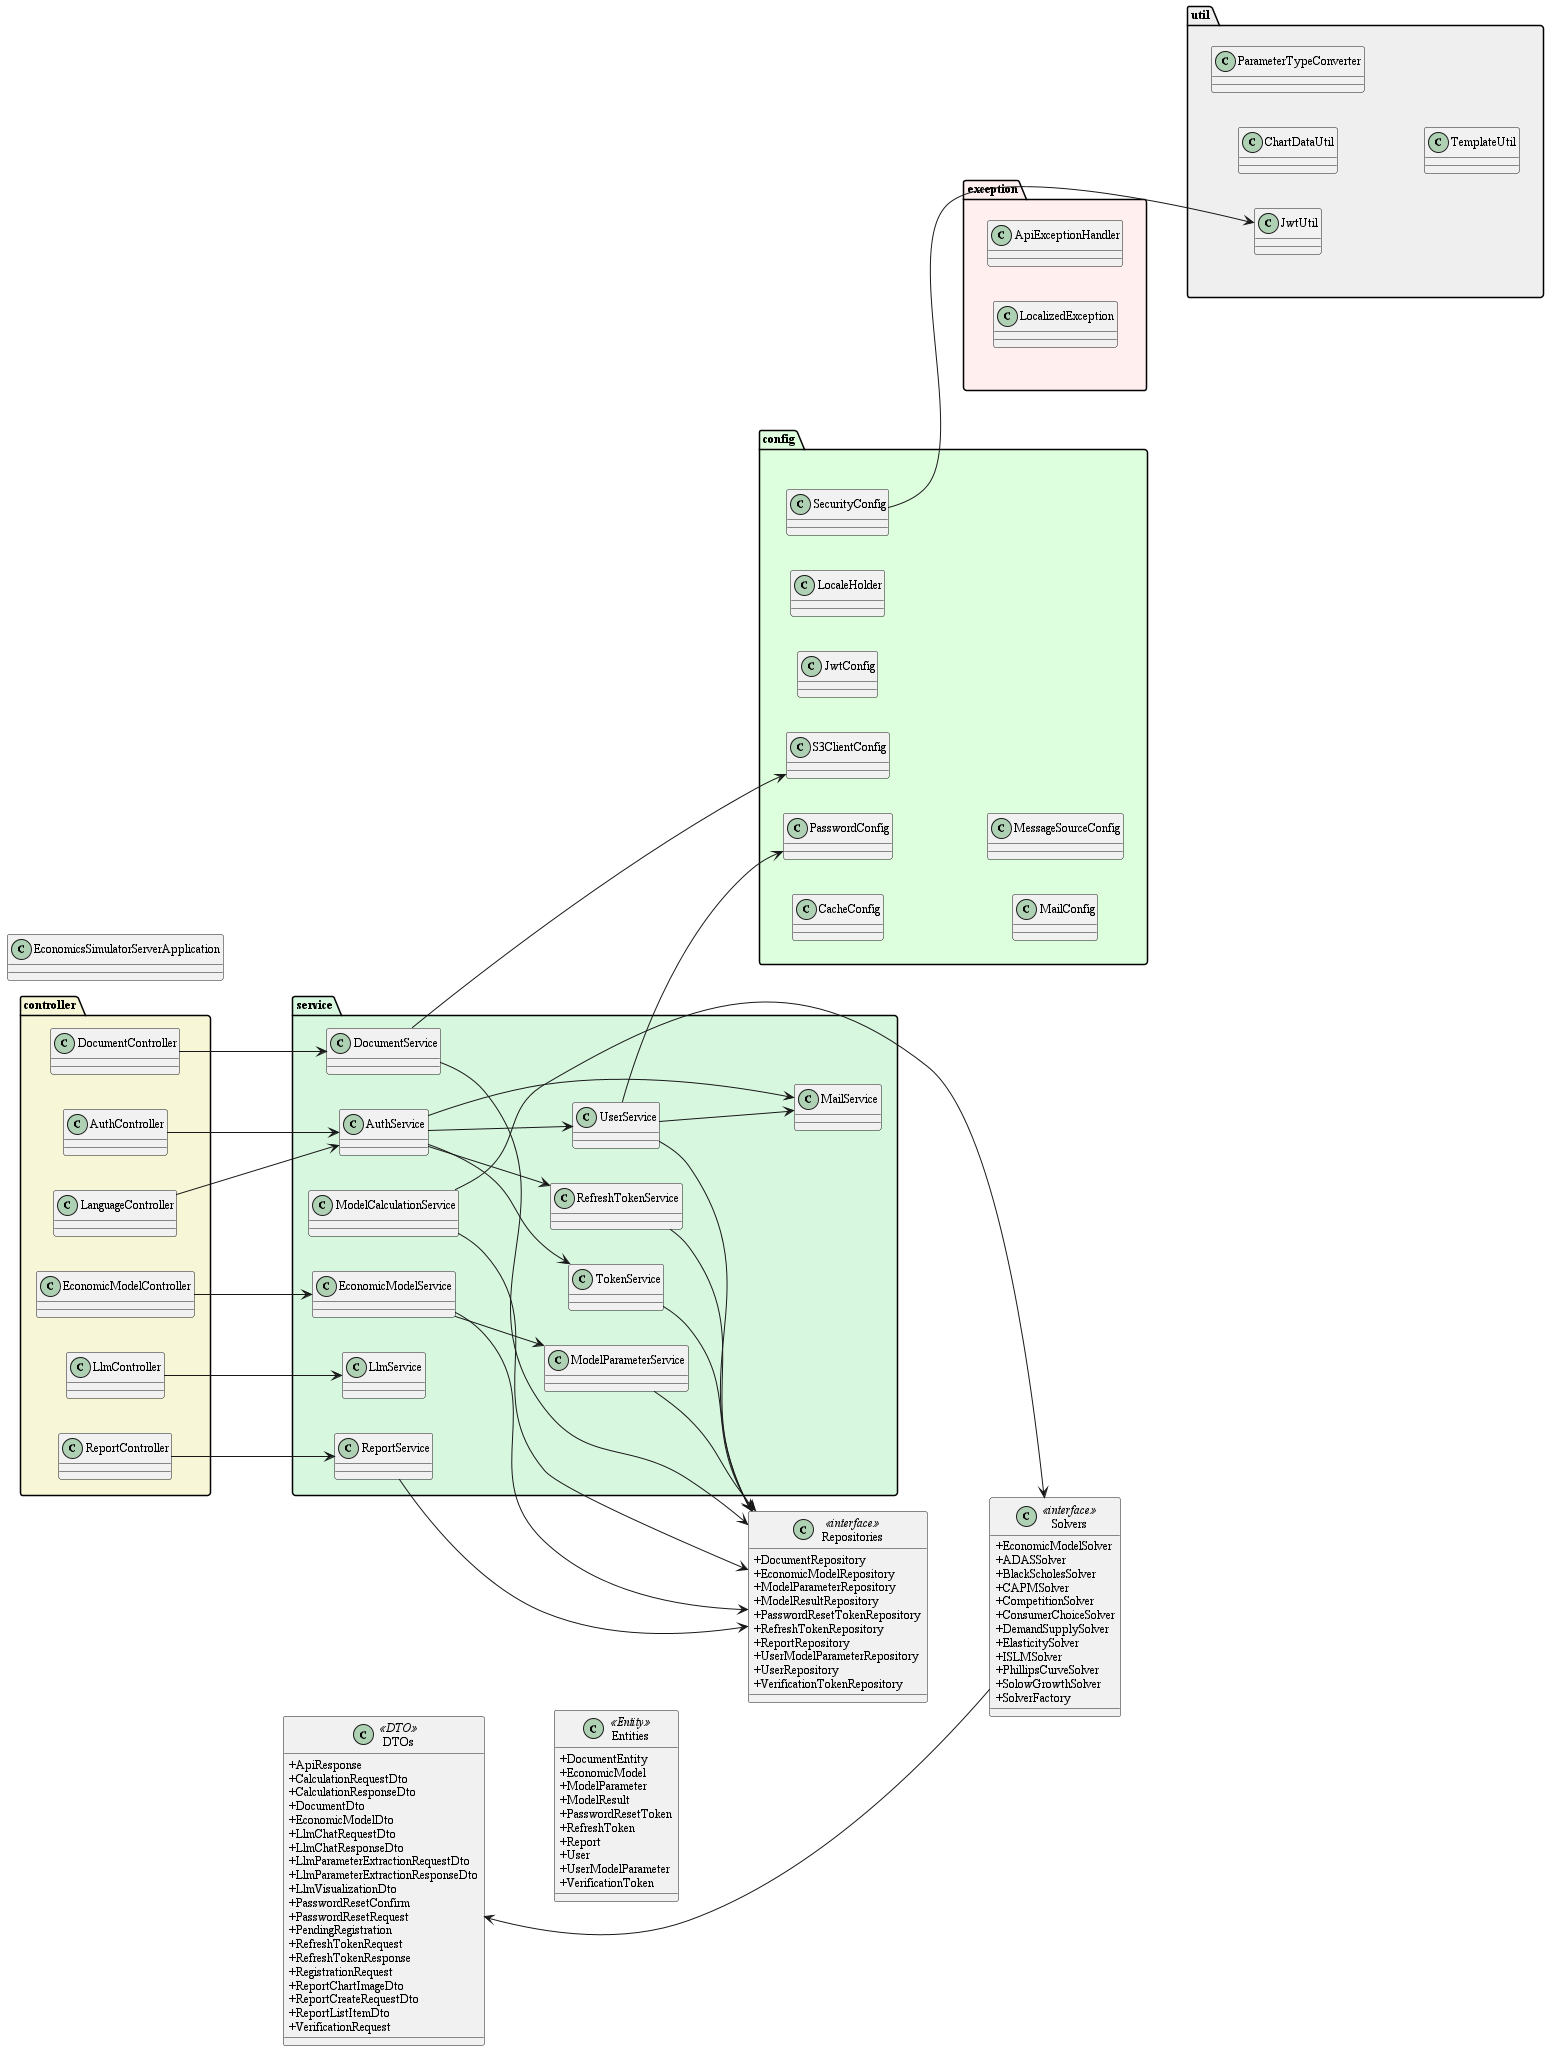 util
C ParameterTypeConverter
C ChartDataUtil
C TemplateUtil
C JwtUtil
exception
C ApiExceptionHandler
C LocalizedException
config
C SecurityConfig
C LocaleHolder
C JwtConfig
C S3ClientConfig
C PasswordConfig
C MessageSourceConfig
C CacheConfig
C MailConfig
C EconomicsSimulatorServerApplication
controller
C DocumentController
C AuthController
C LanguageController
C EconomicModelController
C LlmController
C ReportController
service
C DocumentService
C AuthService
C ModelCalculationService
C EconomicModelService
C LlmService
C ReportService
C UserService
C RefreshTokenService
C TokenService
C ModelParameterService
C MailService
C «interface»
Repositories
+DocumentRepository
+EconomicModelRepository
+ModelParameterRepository
+ModelResultRepository
+PasswordResetTokenRepository
+RefreshTokenRepository
+ReportRepository
+UserModelParameterRepository
+UserRepository
+VerificationTokenRepository
C «interface»
Solvers
+EconomicModelSolver
+ADASSolver
+BlackScholesSolver
+CAPMSolver
+CompetitionSolver
+ConsumerChoiceSolver
+DemandSupplySolver
+ElasticitySolver
+ISLMSolver
+PhillipsCurveSolver
+SolowGrowthSolver
+SolverFactory
C «DTO»
DTOs
+ApiResponse
+CalculationRequestDto
+CalculationResponseDto
+DocumentDto
+EconomicModelDto
+LlmChatRequestDto
+LlmChatResponseDto
+LlmParameterExtractionRequestDto
+LlmParameterExtractionResponseDto
+LlmVisualizationDto
+PasswordResetConfirm
+PasswordResetRequest
+PendingRegistration
+RefreshTokenRequest
+RefreshTokenResponse
+RegistrationRequest
+ReportChartImageDto
+ReportCreateRequestDto
+ReportListItemDto
+VerificationRequest
C «Entity»
Entities
+DocumentEntity
+EconomicModel
+ModelParameter
+ModelResult
+PasswordResetToken
+RefreshToken
+Report
+User
+UserModelParameter
+VerificationToken